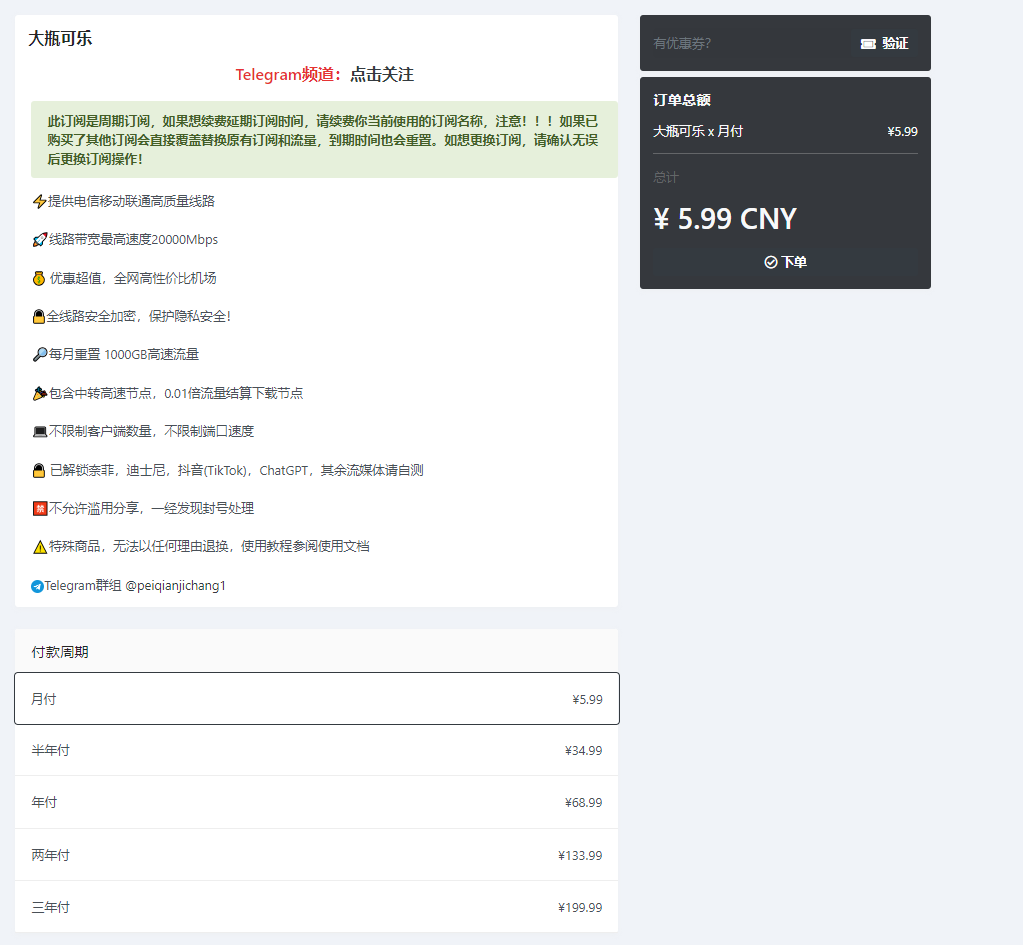 大瓶可乐
Telegram频道：点击关注
此订阅是周期订阅，如果想续费延期订阅时间，请续费你当前使用的订阅名称，注意！！！如果已
购买了其他订阅会直接覆盖替换原有订阅和流量，到期时间也会重置。如想更换订阅，请确认无误
后更换订阅操作！
⚡提供电信移动联通高质量线路
🚀线路带宽最高速度20000Mbps
💰 优惠超值，全网高性价比机场
🔒全线路安全加密，保护隐私安全！
🔎每月重置 1000GB高速流量
🎉包含中转高速节点，0.01倍流量结算下载节点
💻不限制客户端数量，不限制端口速度
🔒 已解锁奈菲，迪士尼，抖音(TikTok)，ChatGPT，其余流媒体请自测
🈲不允许滥用分享，一经发现封号处理
⚠️特殊商品，无法以任何理由退换，使用教程参阅使用文档
Telegram群组 @peiqianjichang1
付款周期
月付 ¥5.99
半年付 ¥34.99
年付 ¥68.99
两年付 ¥133.99
三年付 ¥199.99
有优惠券? 验证
订单总额
大瓶可乐 x 月付 ¥5.99
总计
¥ 5.99 CNY
下单